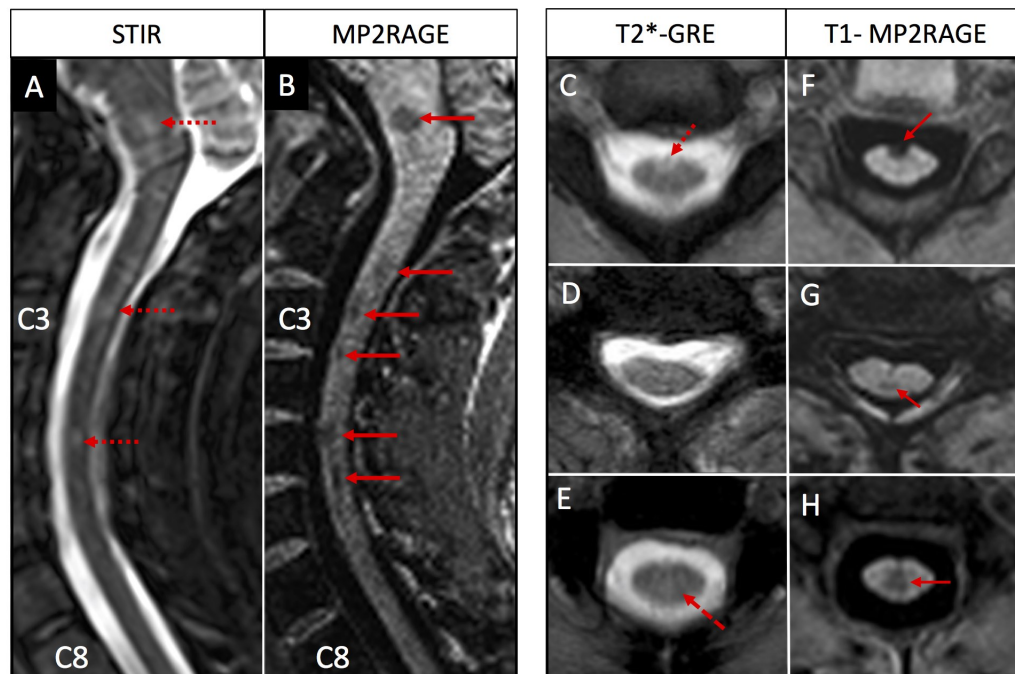 STIR MP2RAGE T2*-GRE T1- MP2RAGE
A B C F
C3 C3 D G
E H
C8 C8